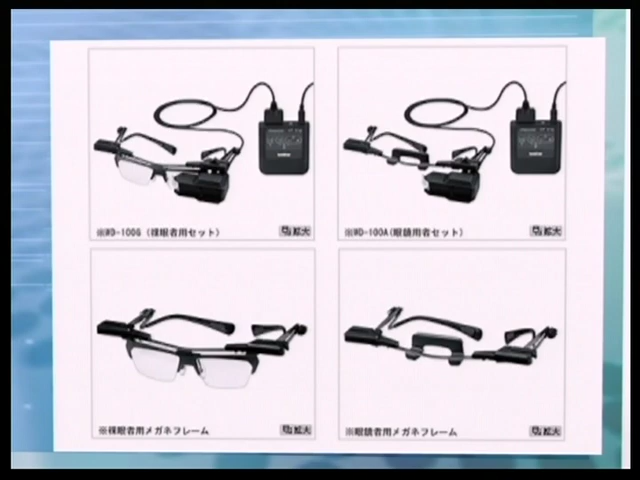 ※WD-100G (裸眼者用セット)
拡大
※WD-100A(眼鏡用者セット)
拡大
※裸眼者用メガネフレーム
拡大
※眼鏡者用メガネフレーム
拡大
brother